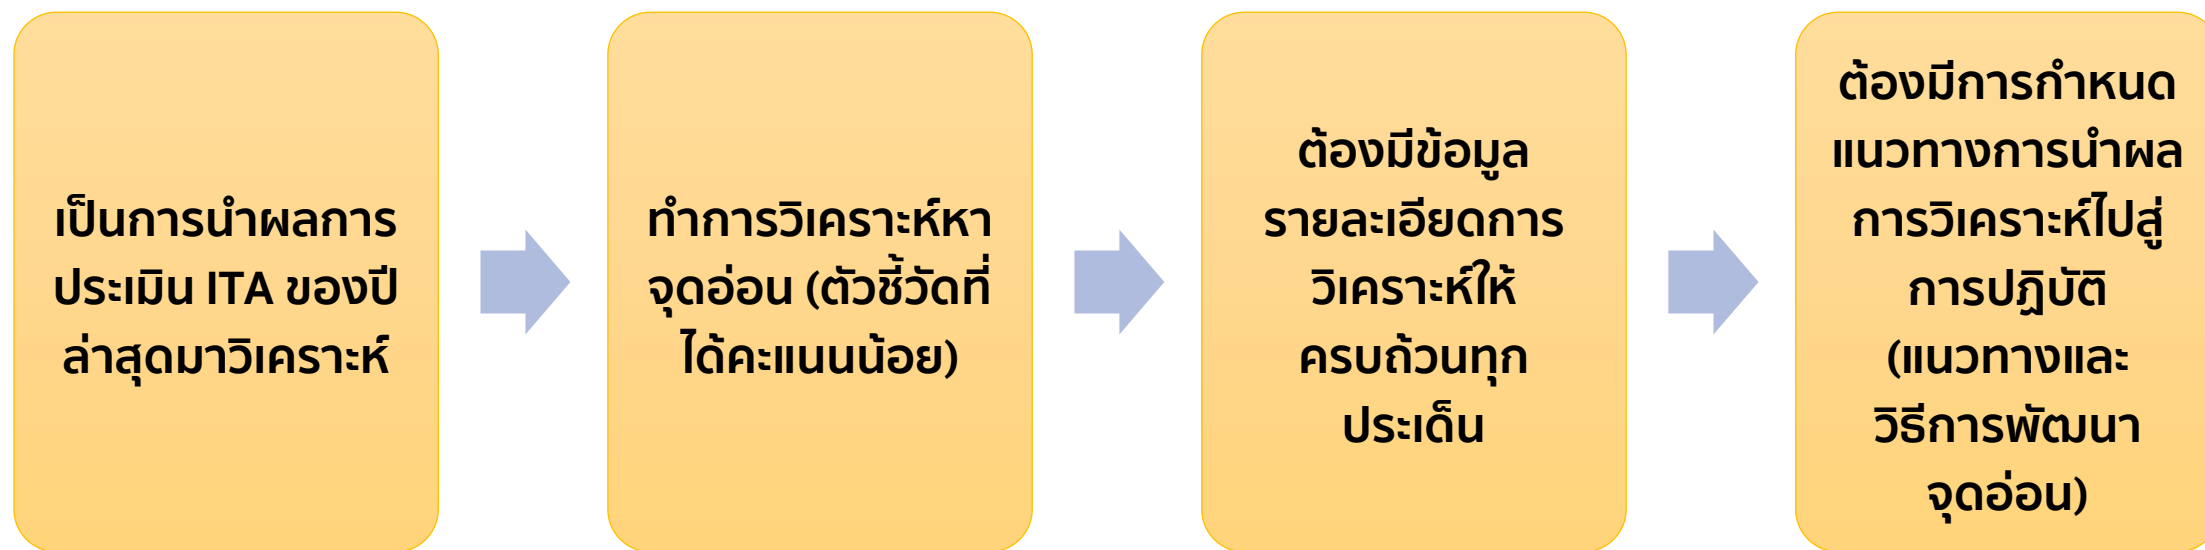 เป็นการนำผลการ
ประเมิน ITA ของปี
ล่าสุดมาวิเคราะห์
ทำการวิเคราะห์หา
จุดอ่อน (ตัวชี้วัดที่
ได้คะแนนน้อย)
ต้องมีข้อมูล
รายละเอียดการ
วิเคราะห์ให้
ครบถ้วนทุก
ประเด็น
ต้องมีการกำหนด
แนวทางการนำผล
การวิเคราะห์ไปสู่
การปฏิบัติ
(แนวทางและ
วิธีการพัฒนา
จุดอ่อน)